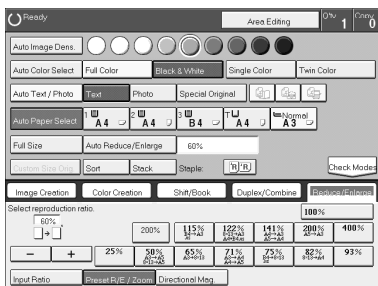 Ready
Area Editing
Qty 1 Copy 0
Auto Image Dens.
Auto Color Select Full Color Black & White Single Color Twin Color
Auto Text / Photo Text Photo Special Original
Auto Paper Select 1 A4 2 A4 3 B4 A4 Normal A3
Full Size Auto Reduce/Enlarge 60%
Custom Size Orig. Sort Stack Staple: Check Modes
Image Creation Color Creation Shift/Book Duplex/Combine Reduce/Enlarge
Select reproduction ratio. 100%
60%
200% 115% 122% 141% 200% 400%
− + 25% 50% 65% 71% 75% 82% 93%
Input Ratio Preset R/E / Zoom Directional Mag.